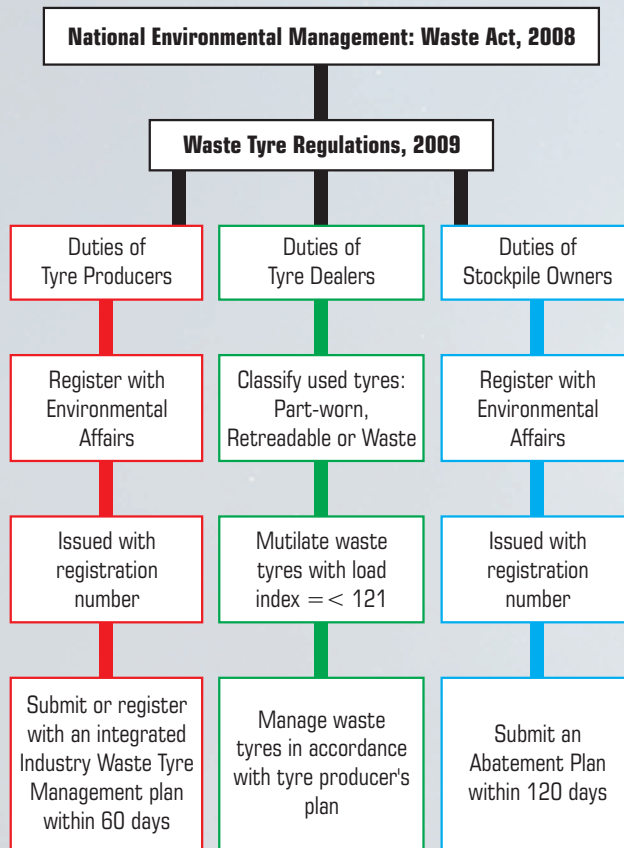 National Environmental Management: Waste Act, 2008
Waste Tyre Regulations, 2009
Duties of
Tyre Producers
Register with
Environmental
Affairs
Issued with
registration
number
Submit or register
with an integrated
Industry Waste Tyre
Management plan
within 60 days
Duties of
Tyre Dealers
Classify used tyres:
Part-worn,
Retreadable or Waste
Mutilate waste
tyres with load
index =< 121
Manage waste
tyres in accordance
with tyre producer's
plan
Duties of
Stockpile Owners
Register with
Environmental
Affairs
Issued with
registration
number
Submit an
Abatement Plan
within 120 days